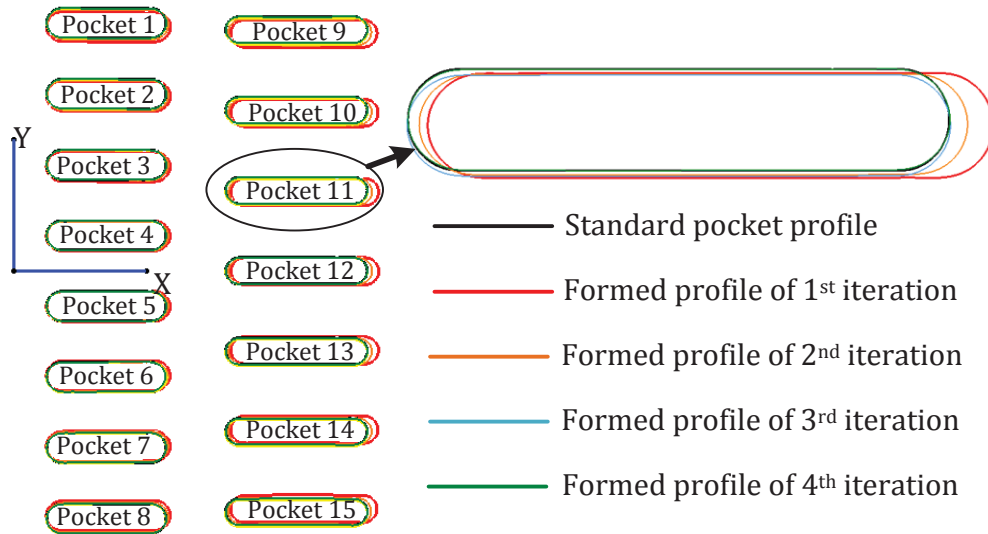 Pocket 1
Pocket 2
Pocket 3
Pocket 4
Pocket 5
Pocket 6
Pocket 7
Pocket 8
Y
X
Pocket 9
Pocket 10
Pocket 11
Pocket 12
Pocket 13
Pocket 14
Pocket 15
Standard pocket profile
Formed profile of 1st iteration
Formed profile of 2nd iteration
Formed profile of 3rd iteration
Formed profile of 4th iteration